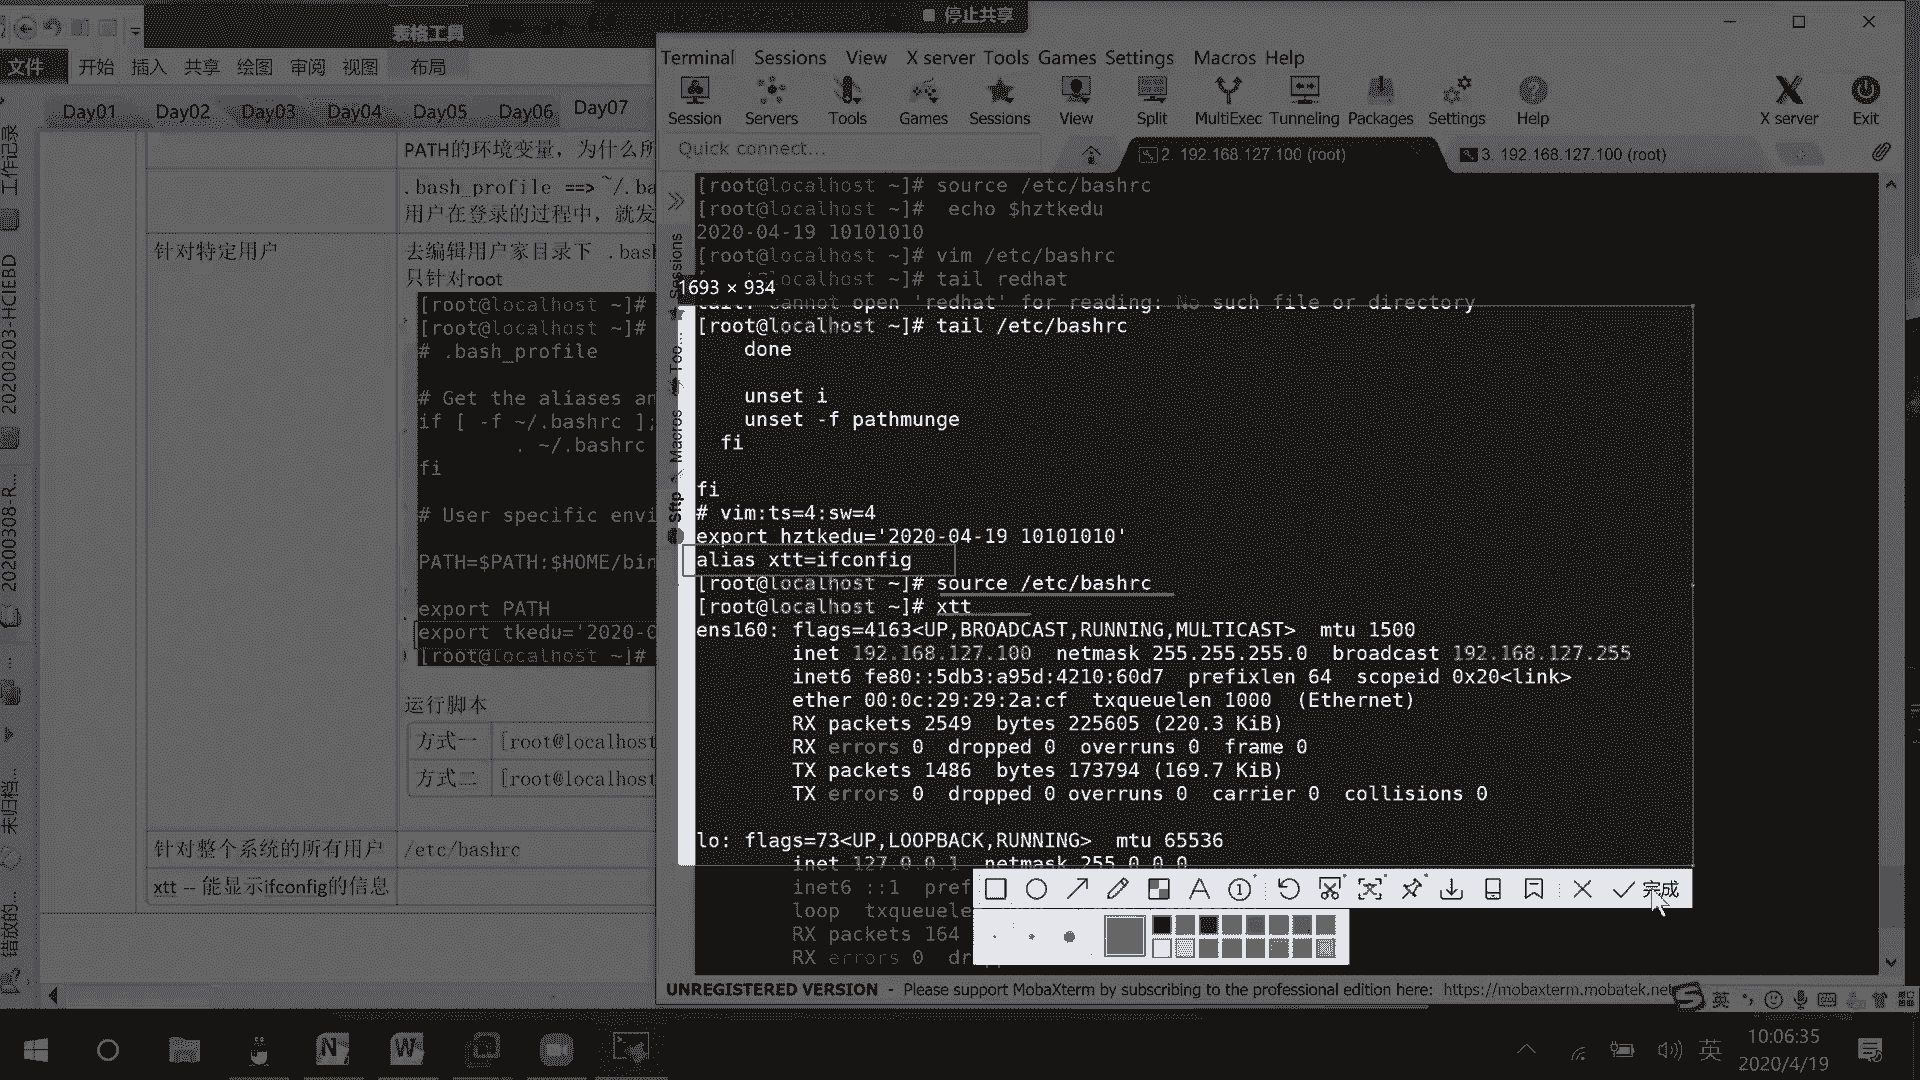 停止共享
表格工具
文件 开始 插入 共享 绘图 审阅 视图 布局
Day01 Day02 Day03 Day04 Day05 Day06 Day07
工作记录
20200203-HCIEBD
20200308-R...
未归档...
错放的...
PATH的环境变量，为什么所
.bash_profile ==> ~/.ba
用户在登录的过程中，就发
针对特定用户
去编辑用户家目录下 .bash
只针对root
[root@localhost ~]#
[root@localhost ~]#
# .bash_profile
# Get the aliases an
if [ -f ~/.bashrc ];
. ~/.bashrc
fi
# User specific envi
PATH=$PATH:$HOME/bin
export PATH
export tkedu='2020-0
[root@localhost ~]#
运行脚本
方式一 [root@localhost
方式二 [root@localhost
针对整个系统的所有用户 /etc/bashrc
xtt -- 能显示ifconfig的信息
Terminal Sessions View X server Tools Games Settings Macros Help
Session Servers Tools Games Sessions View Split MultiExec Tunneling Packages Settings Help X server Exit
Quick connect...
2. 192.168.127.100 (root)
3. 192.168.127.100 (root)
Sessions
Too...
Macros
Sftp
[root@localhost ~]# source /etc/bashrc
[root@localhost ~]#  echo $hztkedu
2020-04-19 10101010
[root@localhost ~]# vim /etc/bashrc
[root@localhost ~]# tail redhat
1693 × 934
tail: cannot open 'redhat' for reading: No such file or directory
[root@localhost ~]# tail /etc/bashrc
done
unset i
unset -f pathmunge
fi
fi
# vim:ts=4:sw=4
export hztkedu='2020-04-19 10101010'
alias xtt=ifconfig
[root@localhost ~]# source /etc/bashrc
[root@localhost ~]# xtt
ens160: flags=4163<UP,BROADCAST,RUNNING,MULTICAST>  mtu 1500
inet 192.168.127.100  netmask 255.255.255.0  broadcast 192.168.127.255
inet6 fe80::5db3:a95d:4210:60d7  prefixlen 64  scopeid 0x20<link>
ether 00:0c:29:29:2a:cf  txqueuelen 1000  (Ethernet)
RX packets 2549  bytes 225605 (220.3 KiB)
RX errors 0  dropped 0  overruns 0  frame 0
TX packets 1486  bytes 173794 (169.7 KiB)
TX errors 0  dropped 0 overruns 0  carrier 0  collisions 0
lo: flags=73<UP,LOOPBACK,RUNNING>  mtu 65536
inet 127.0.0.1  netmask 255.0.0.0
inet6 ::1  pref
loop  txqueuele
RX packets 164
RX errors 0  dr
完成
UNREGISTERED VERSION - Please support MobaXterm by subscribing to the professional edition here: https://mobaxterm.mobatek.net
英
英
10:06:35
2020/4/19